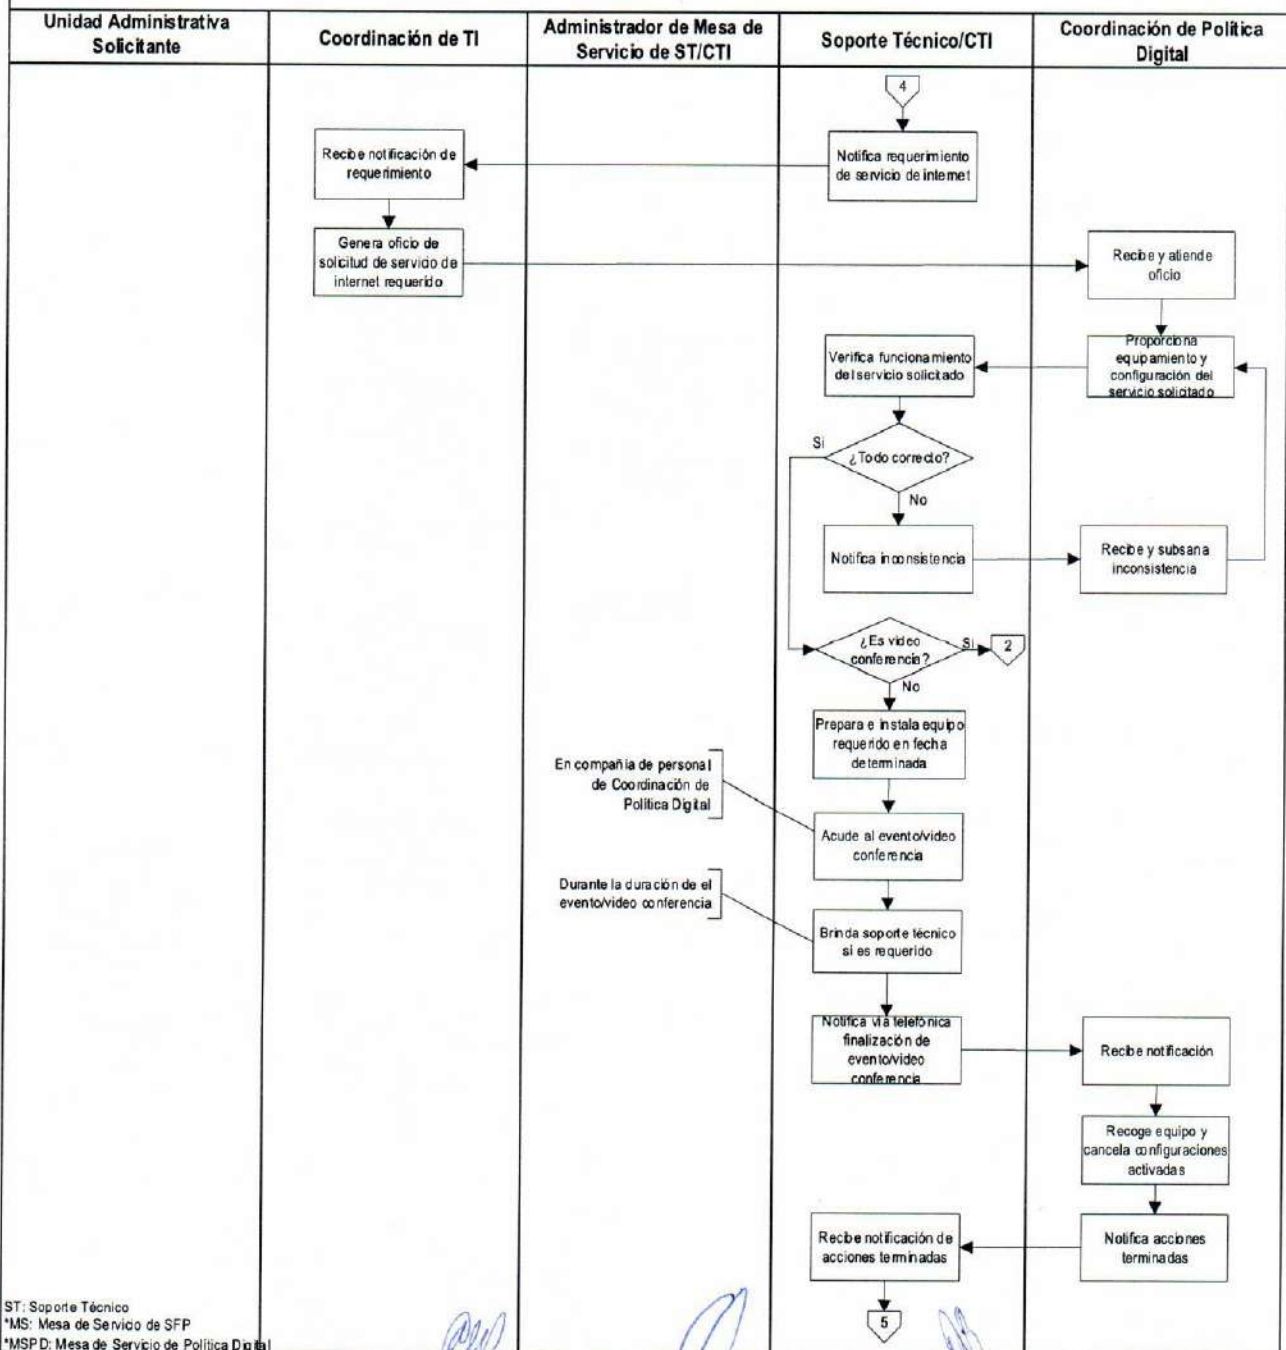 Unidad Administrativa
Solicitante
Coordinación de TI
Administrador de Mesa de
Servicio de ST/CTI
Soporte Técnico/CTI
Coordinación de Política
Digital
4
Recibe notificación de
requerimiento
Notifica requerimiento
de servicio de internet
Genera oficio de
solicitud de servicio de
internet requerido
Recibe y atiende
oficio
Verifica funcionamiento
del servicio solicitado
Proporciona
equipamiento y
configuración del
servicio solicitado
Si
¿Todo correcto?
No
Notifica inconsistencia
Recibe y subsana
inconsistencia
¿Es video
conferencia?
Si
2
No
Prepara e instala equipo
requerido en fecha
determinada
En compañía de personal
de Coordinación de
Política Digital
Acude al evento/video
conferencia
Durante la duración de el
evento/video conferencia
Brinda soporte técnico
si es requerido
Notifica vía telefónica
finalización de
evento/video
conferencia
Recibe notificación
Recoge equipo y
cancela configuraciones
activadas
Recibe notificación de
acciones terminadas
Notifica acciones
terminadas
5
ST: Soporte Técnico
*MS: Mesa de Servicio de SFP
*MSPD: Mesa de Servicio de Política Digital